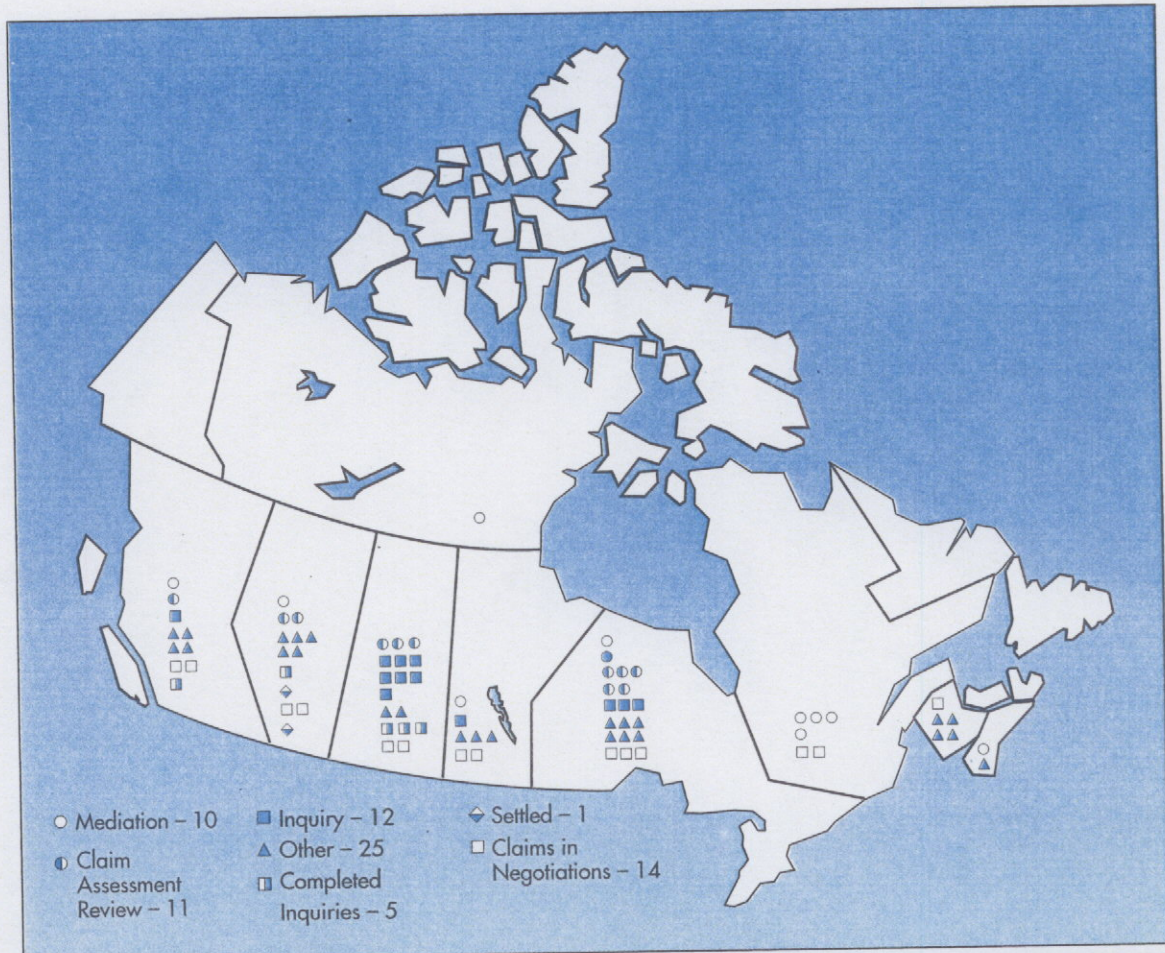 Mediation – 10
Claim
Assessment
Review – 11
Inquiry – 12
Other – 25
Completed
Inquiries – 5
Settled – 1
Claims in
Negotiations – 14